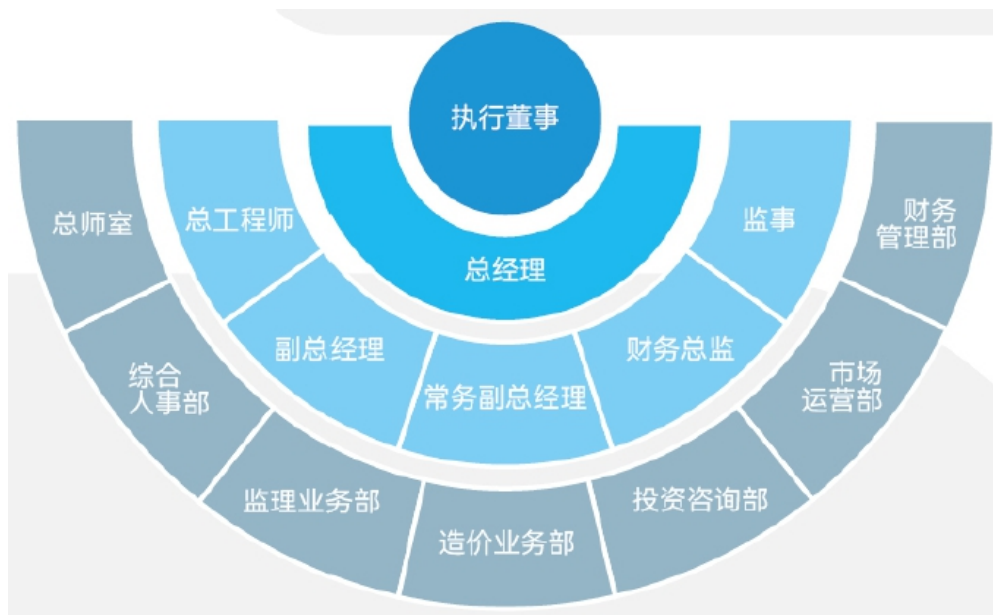 执行董事
总经理
总工程师
副总经理
常务副总经理
财务总监
监事
总师室
综合
人事部
监理业务部
造价业务部
投资咨询部
市场
运营部
财务
管理部